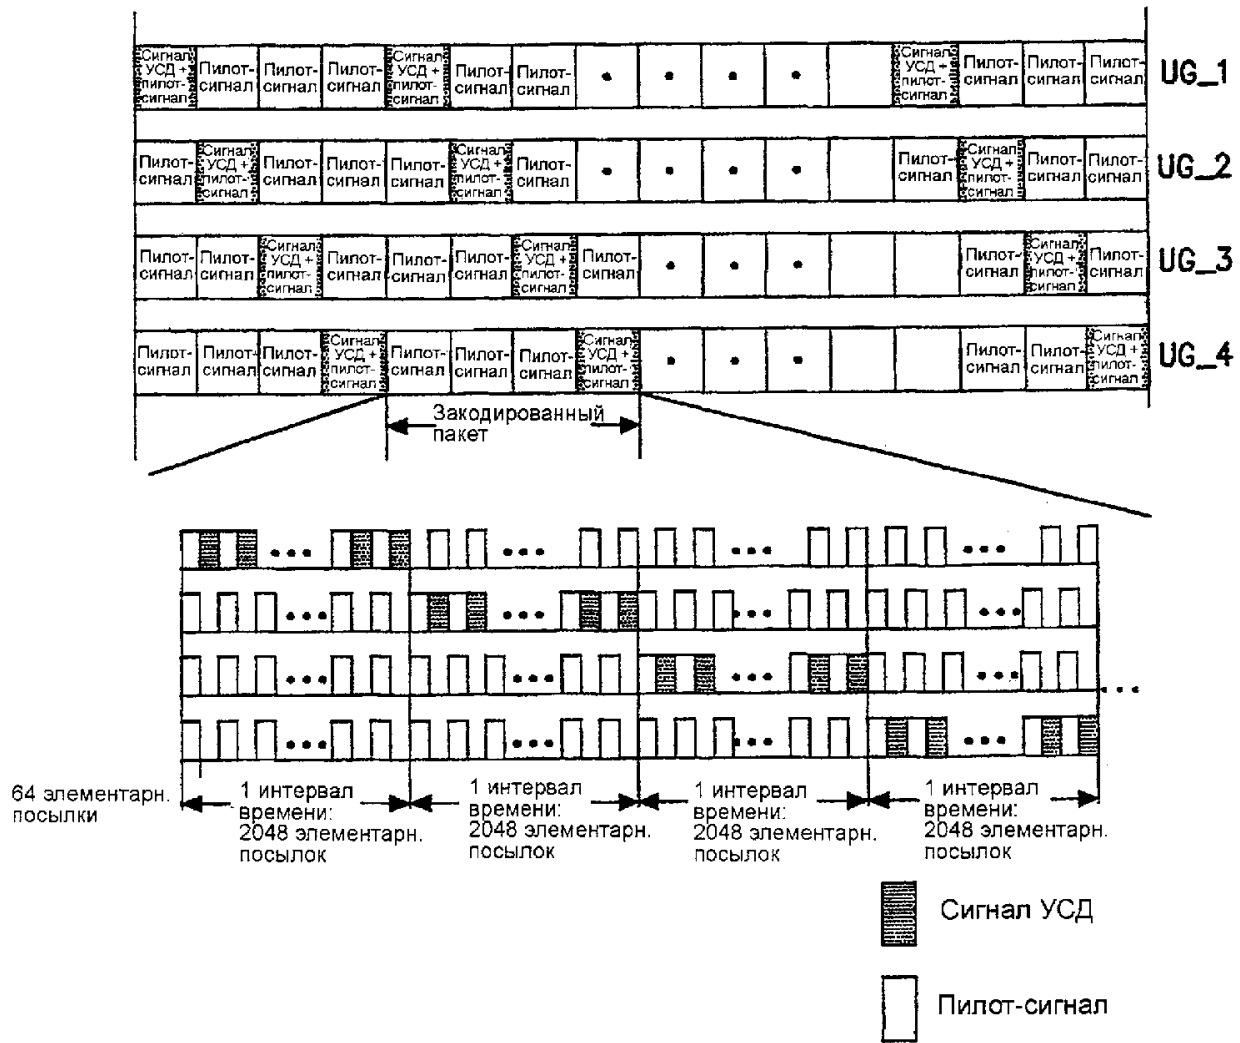 Сигнал
УСД +
пилот-
сигнал
Пилот-
сигнал
Пилот-
сигнал
Пилот-
сигнал
Сигнал
УСД +
пилот-
сигнал
Пилот-
сигнал
Пилот-
сигнал
Сигнал
УСД +
пилот-
сигнал
Пилот-
сигнал
Пилот-
сигнал
Пилот-
сигнал
UG_1
Пилот-
сигнал
Сигнал
УСД +
пилот-
сигнал
Пилот-
сигнал
Пилот-
сигнал
Пилот-
сигнал
Сигнал
УСД +
пилот-
сигнал
Пилот-
сигнал
Пилот-
сигнал
Сигнал
УСД +
пилот-
сигнал
Пилот-
сигнал
Пилот-
сигнал
UG_2
Пилот-
сигнал
Пилот-
сигнал
Сигнал
УСД +
пилот-
сигнал
Пилот-
сигнал
Пилот-
сигнал
Пилот-
сигнал
Сигнал
УСД +
пилот-
сигнал
Пилот-
сигнал
Пилот-
сигнал
Сигнал
УСД +
пилот-
сигнал
Пилот-
сигнал
UG_3
Пилот-
сигнал
Пилот-
сигнал
Пилот-
сигнал
Сигнал
УСД +
пилот-
сигнал
Пилот-
сигнал
Пилот-
сигнал
Пилот-
сигнал
Сигнал
УСД +
пилот-
сигнал
Пилот-
сигнал
Пилот-
сигнал
Сигнал
УСД +
пилот-
сигнал
UG_4
Закодированный
пакет
64 элементарн.
посылки
1 интервал
времени:
2048 элементарн.
посылок
1 интервал
времени:
2048 элементарн.
посылок
1 интервал
времени:
2048 элементарн.
посылок
1 интервал
времени:
2048 элементарн.
посылок
Сигнал УСД
Пилот-сигнал